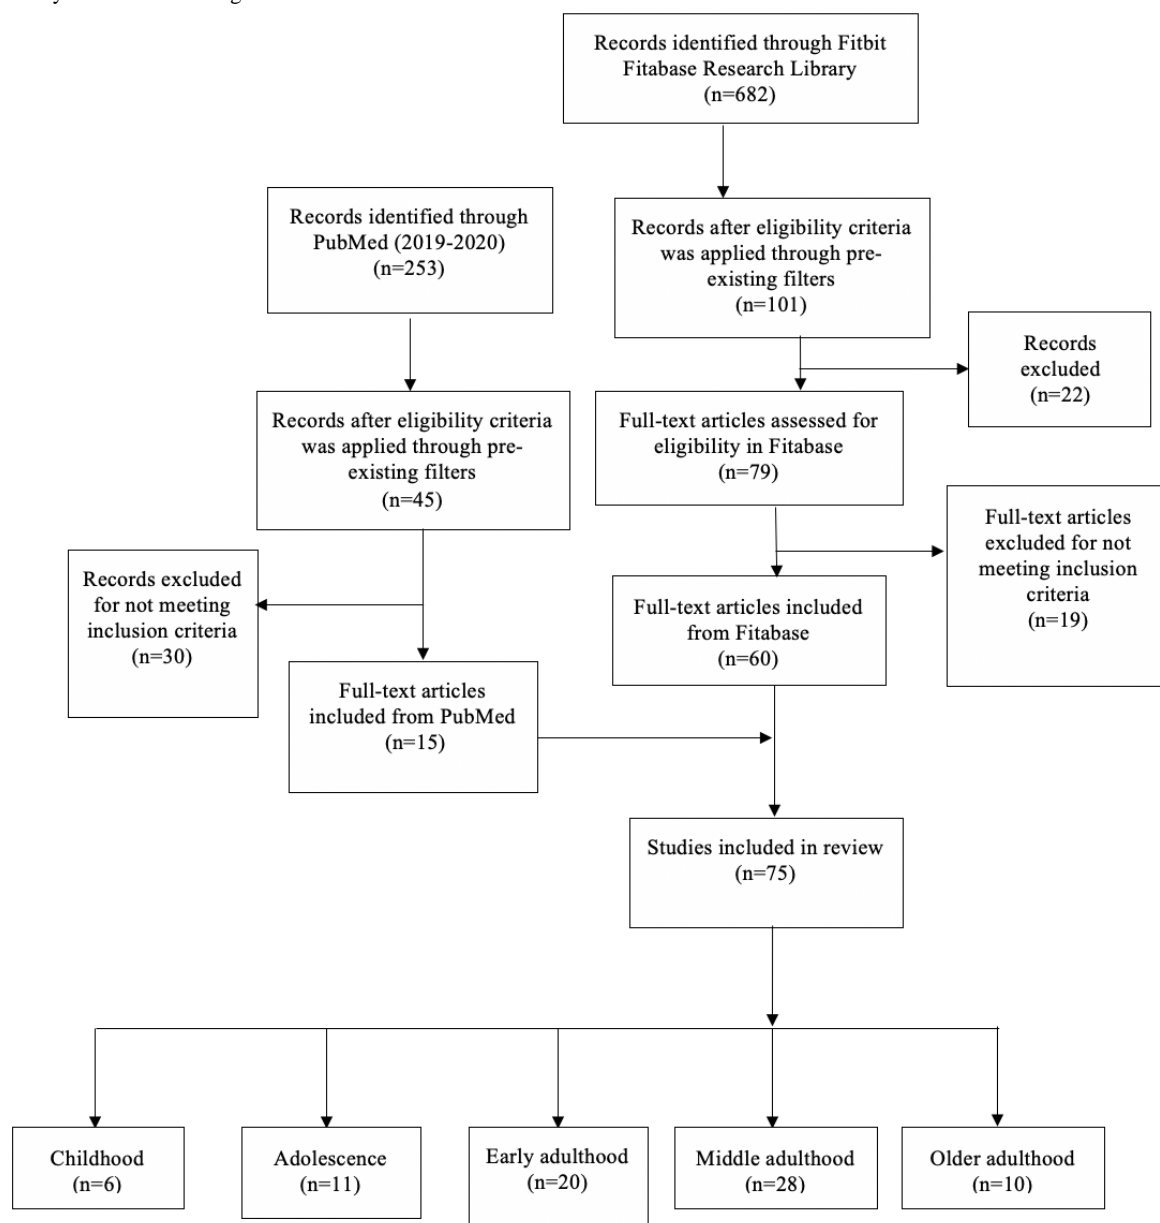 Records identified through Fitbit
Fitabase Research Library
(n=682)
Records identified through
PubMed (2019-2020)
(n=253)
Records after eligibility criteria
was applied through pre-
existing filters
(n=101)
Records
excluded
(n=22)
Records after eligibility criteria
was applied through pre-
existing filters
(n=45)
Full-text articles assessed for
eligibility in Fitabase
(n=79)
Full-text articles
excluded for not
meeting inclusion
criteria
(n=19)
Records excluded
for not meeting
inclusion criteria
(n=30)
Full-text articles included
from Fitabase
(n=60)
Full-text articles
included from PubMed
(n=15)
Studies included in review
(n=75)
Childhood
(n=6)
Adolescence
(n=11)
Early adulthood
(n=20)
Middle adulthood
(n=28)
Older adulthood
(n=10)